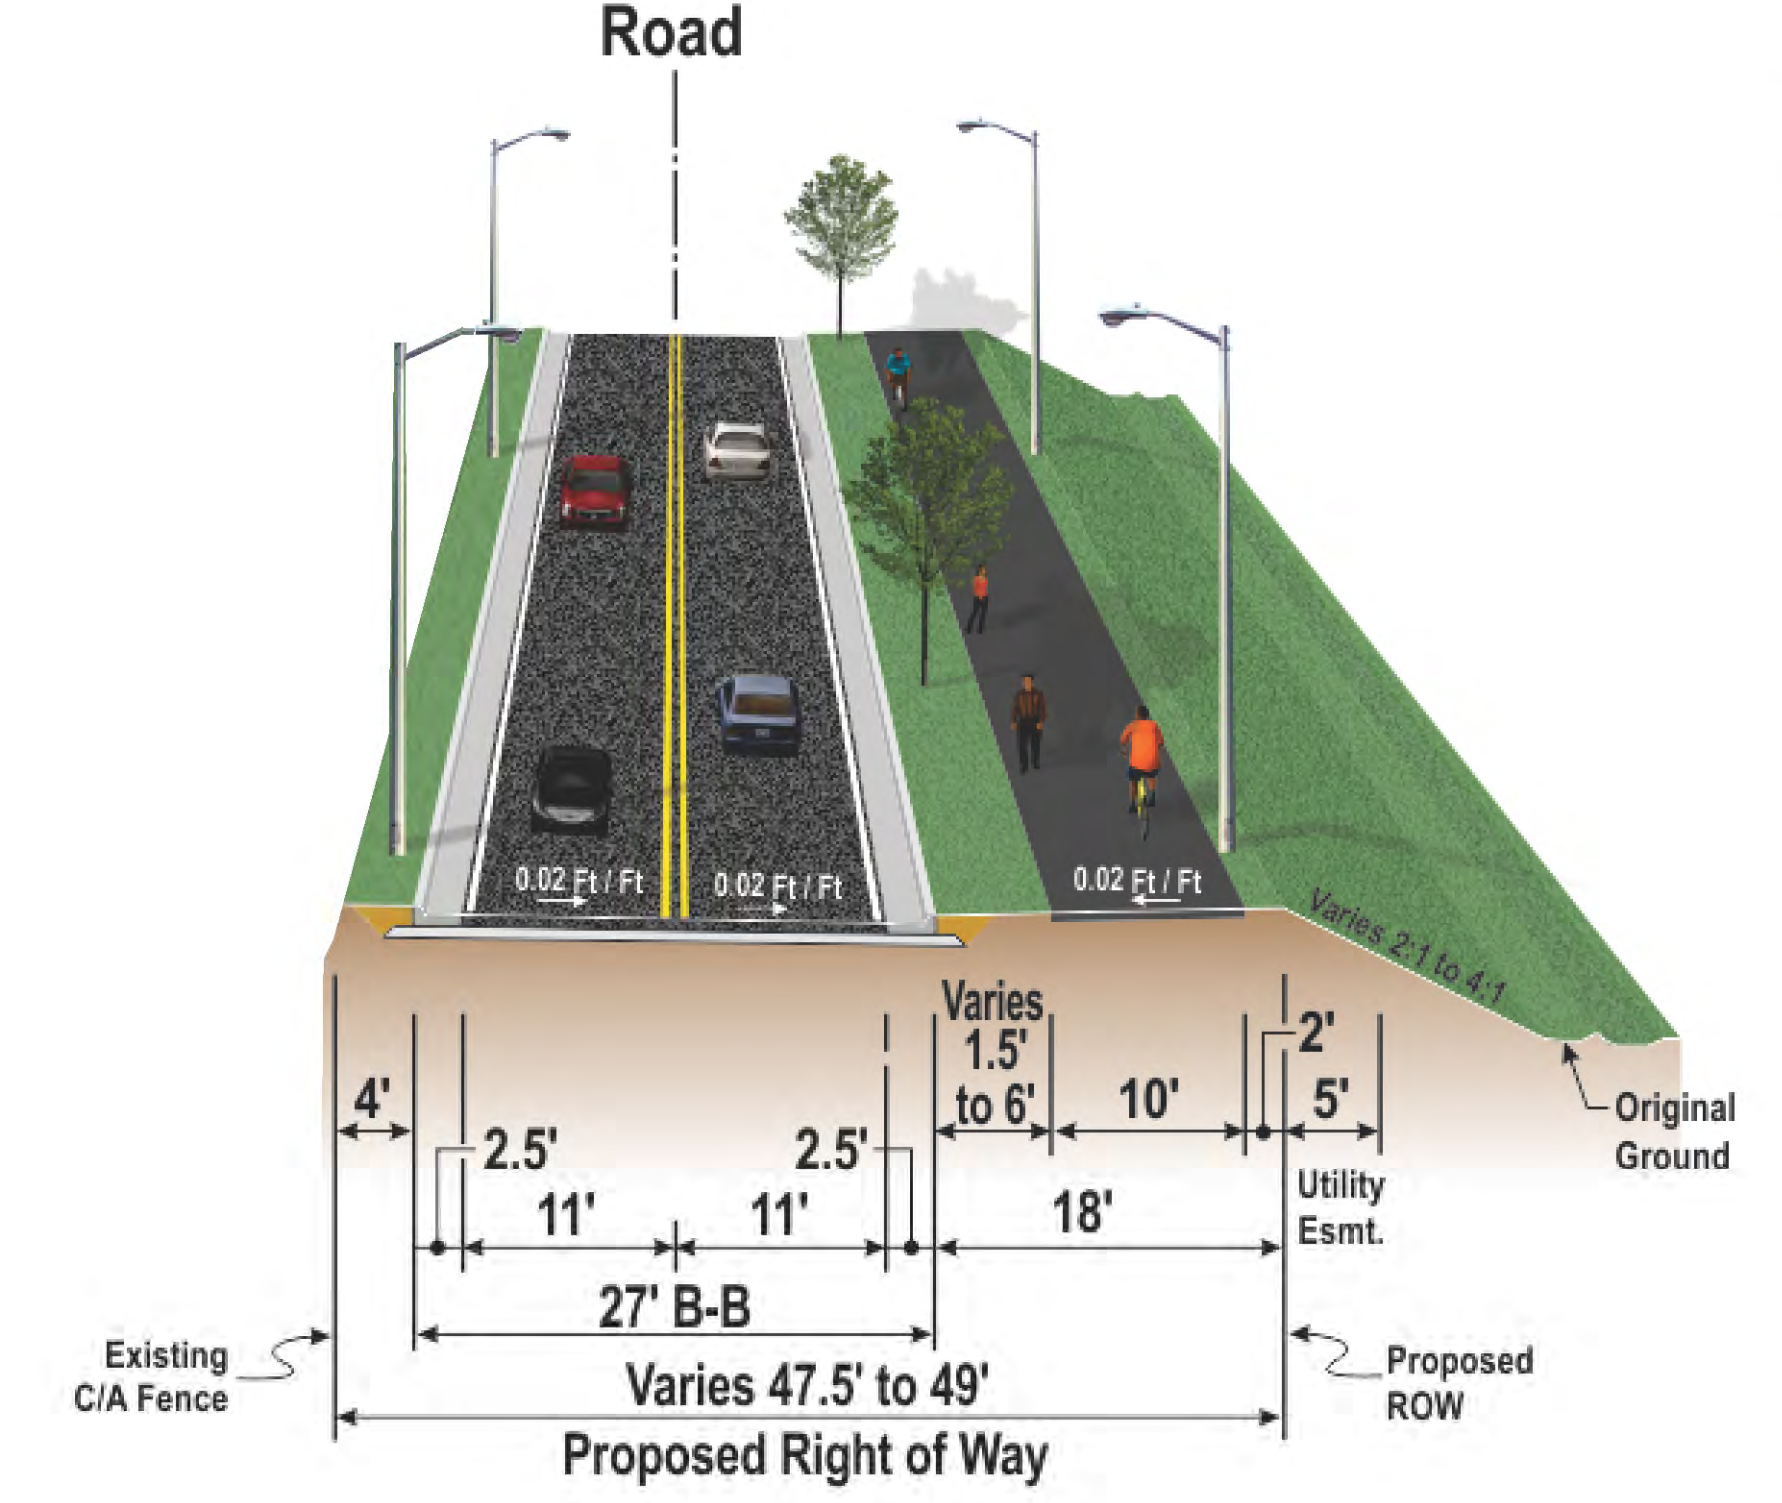 Road
0.02 Ft / Ft
0.02 Ft / Ft
0.02 Ft / Ft
Varies 2:1 to 4:1
Varies
1.5'
to 6'
4'
10'
2'
5'
Original
Ground
2.5'
2.5'
Utility
Esmt.
11'
11'
18'
27' B-B
Existing
C/A Fence
Proposed
ROW
Varies 47.5' to 49'
Proposed Right of Way